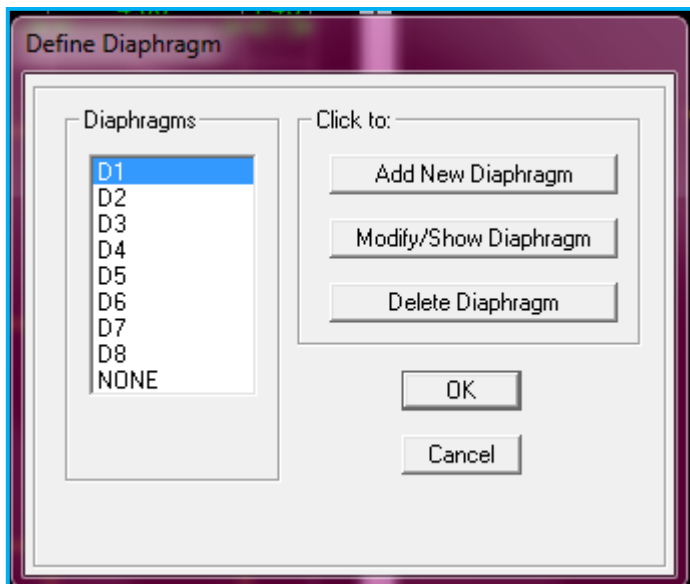 Define Diaphragm
Diaphragms
D1
D2
D3
D4
D5
D6
D7
D8
NONE
Click to:
Add New Diaphragm
Modify/Show Diaphragm
Delete Diaphragm
OK
Cancel